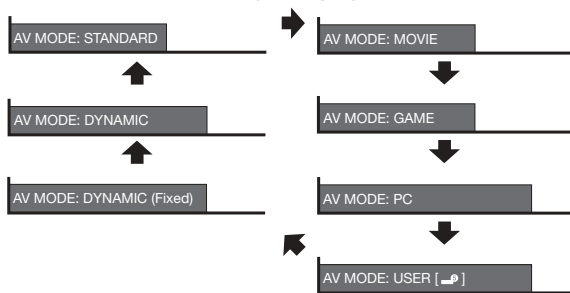 AV MODE: STANDARD
AV MODE: MOVIE
AV MODE: DYNAMIC
AV MODE: GAME
AV MODE: DYNAMIC (Fixed)
AV MODE: PC
AV MODE: USER [ ]